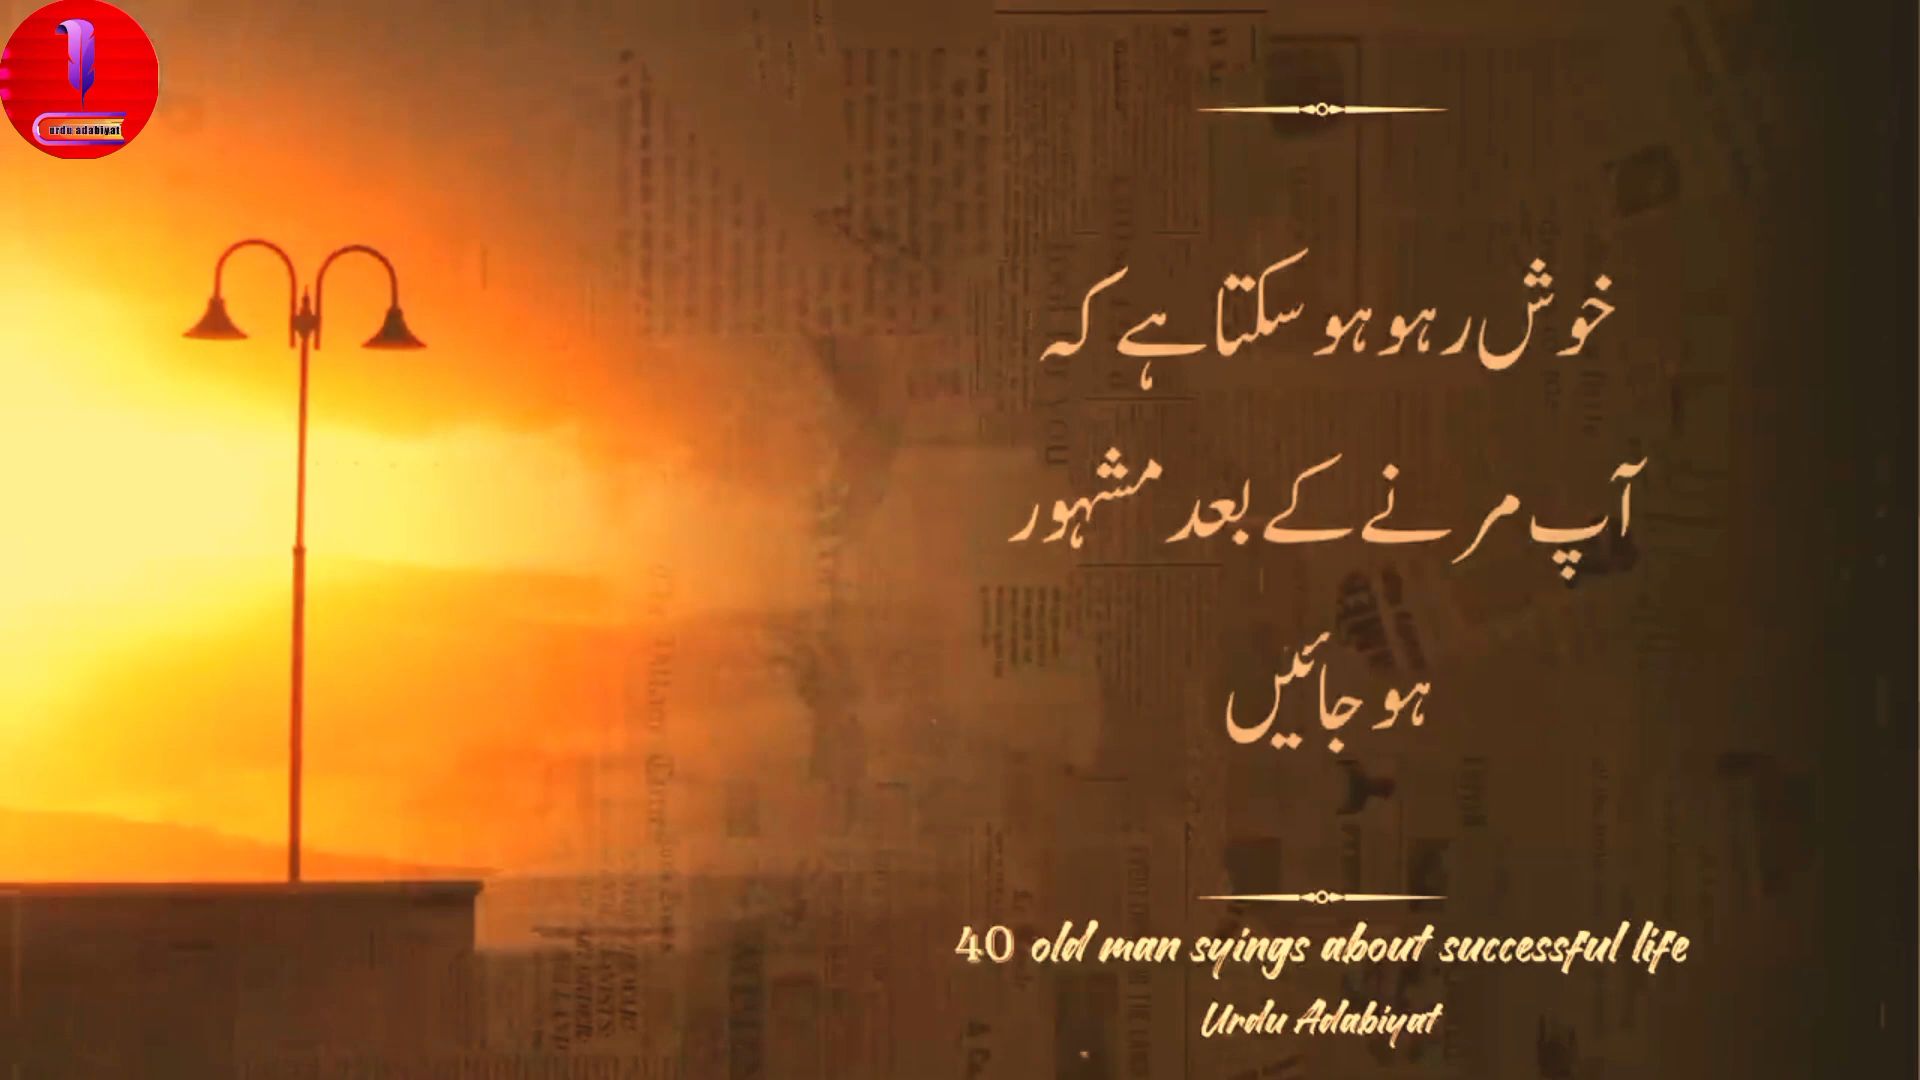 urdu adabiyat
خوش رہو ہو سکتا ہے کہ
آپ مرنے کے بعد مشہور
ہو جائیں
40 old man syings about successful life
Urdu Adabiyat